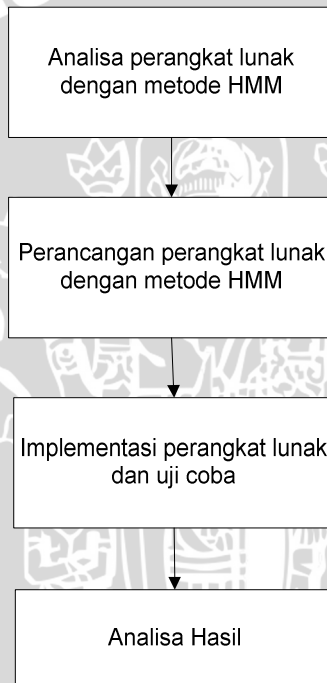 Analisa perangkat lunak
dengan metode HMM
Perancangan perangkat lunak
dengan metode HMM
Implementasi perangkat lunak
dan uji coba
Analisa Hasil